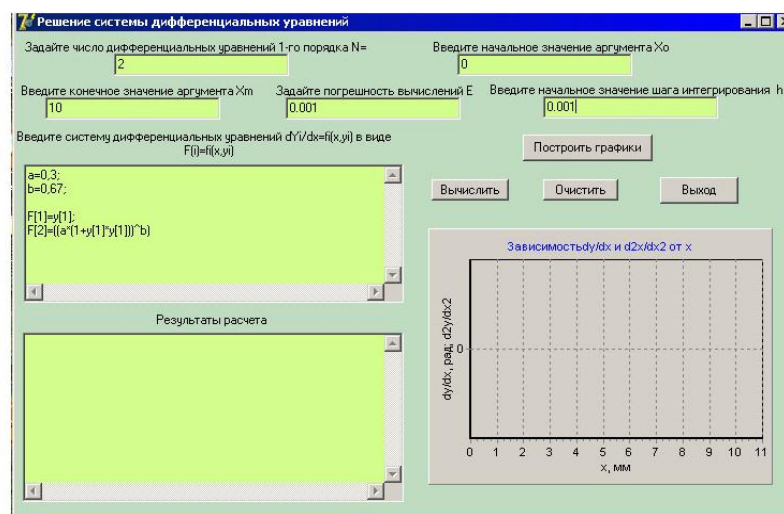 Решение системы дифференциальных уравнений
Задайте число дифференциальных уравнений 1-го порядка N=
Введите начальное значение аргумента Xo
2
0
Введите конечное значение аргумента Xm
Задайте погрешность вычислений E
Введите начальное значение шага интегрирования h
10
0.001
0.001
Введите систему дифференциальных уравнений dYi/dx=fi(x,yi) в виде
F(i)=fi(x,yi)
Построить графики
a=0,3;
b=0,67;
F[1]=y[1];
F[2]=((a*(1+y[1]*y[1]))^b)
Вычислить
Очистить
Выход
Зависимостьdy/dx и d2x/dx2 от x
dy/dx, рад; d2y/dx2
0
0 1 2 3 4 5 6 7 8 9 10 11
x, мм
Результаты расчета